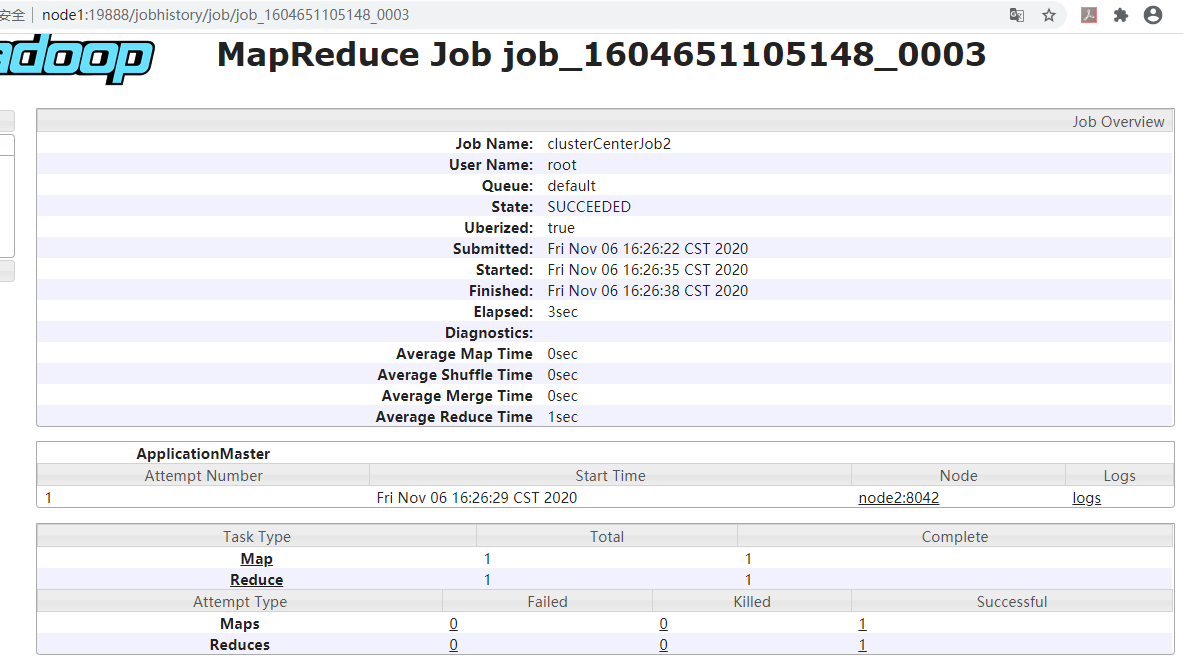 安全 node1:19888/jobhistory/job/job_1604651105148_0003
adoop MapReduce Job job_1604651105148_0003
Job Overview
Job Name: clusterCenterJob2
User Name: root
Queue: default
State: SUCCEEDED
Uberized: true
Submitted: Fri Nov 06 16:26:22 CST 2020
Started: Fri Nov 06 16:26:35 CST 2020
Finished: Fri Nov 06 16:26:38 CST 2020
Elapsed: 3sec
Diagnostics:
Average Map Time 0sec
Average Shuffle Time 0sec
Average Merge Time 0sec
Average Reduce Time 1sec
ApplicationMaster
Attempt Number Start Time Node Logs
1 Fri Nov 06 16:26:29 CST 2020 node2:8042 logs
Task Type Total Complete
Map 1 1
Reduce 1 1
Attempt Type Failed Killed Successful
Maps 0 0 1
Reduces 0 0 1